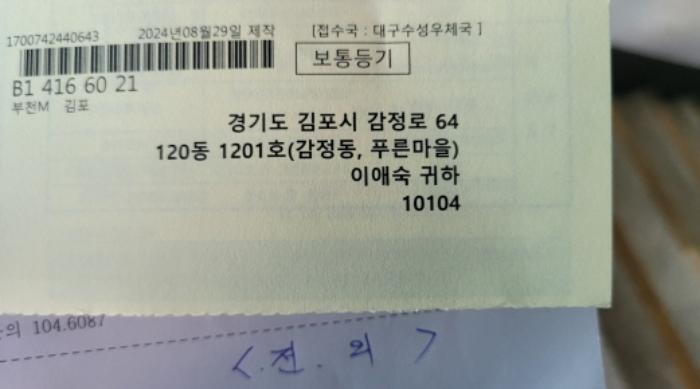 1700742440643 2024년08월29일 제작 [접수국 : 대구수성우체국 ]
보통등기
B1 416 60 21
부천M 김포
경기도 김포시 감정로 64
120동 1201호(감정동, 푸른마을)
이애숙 귀하
10104
의 104.6087
< .전 . 의 >